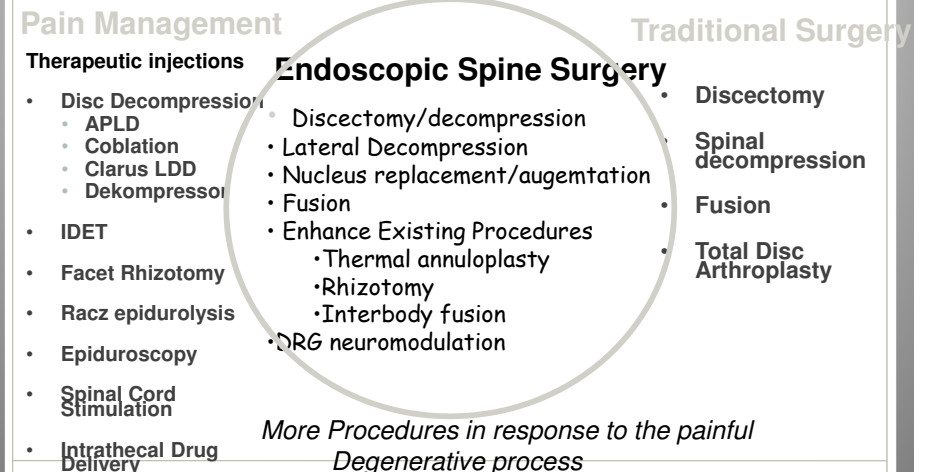 Pain Management
Therapeutic injections
• Disc Decompression
• APLD
• Coblation
• Clarus LDD
• Dekompressor
• IDET
• Facet Rhizotomy
• Racz epidurolysis
• Epiduroscopy
• Spinal Cord
Stimulation
• Intrathecal Drug
Delivery
Endoscopic Spine Surgery
• Discectomy/decompression
• Lateral Decompression
• Nucleus replacement/augemtation
• Fusion
• Enhance Existing Procedures
•Thermal annuloplasty
•Rhizotomy
•Interbody fusion
•DRG neuromodulation
Traditional Surgery
• Discectomy
• Spinal
decompression
• Fusion
• Total Disc
Arthroplasty
More Procedures in response to the painful
Degenerative process